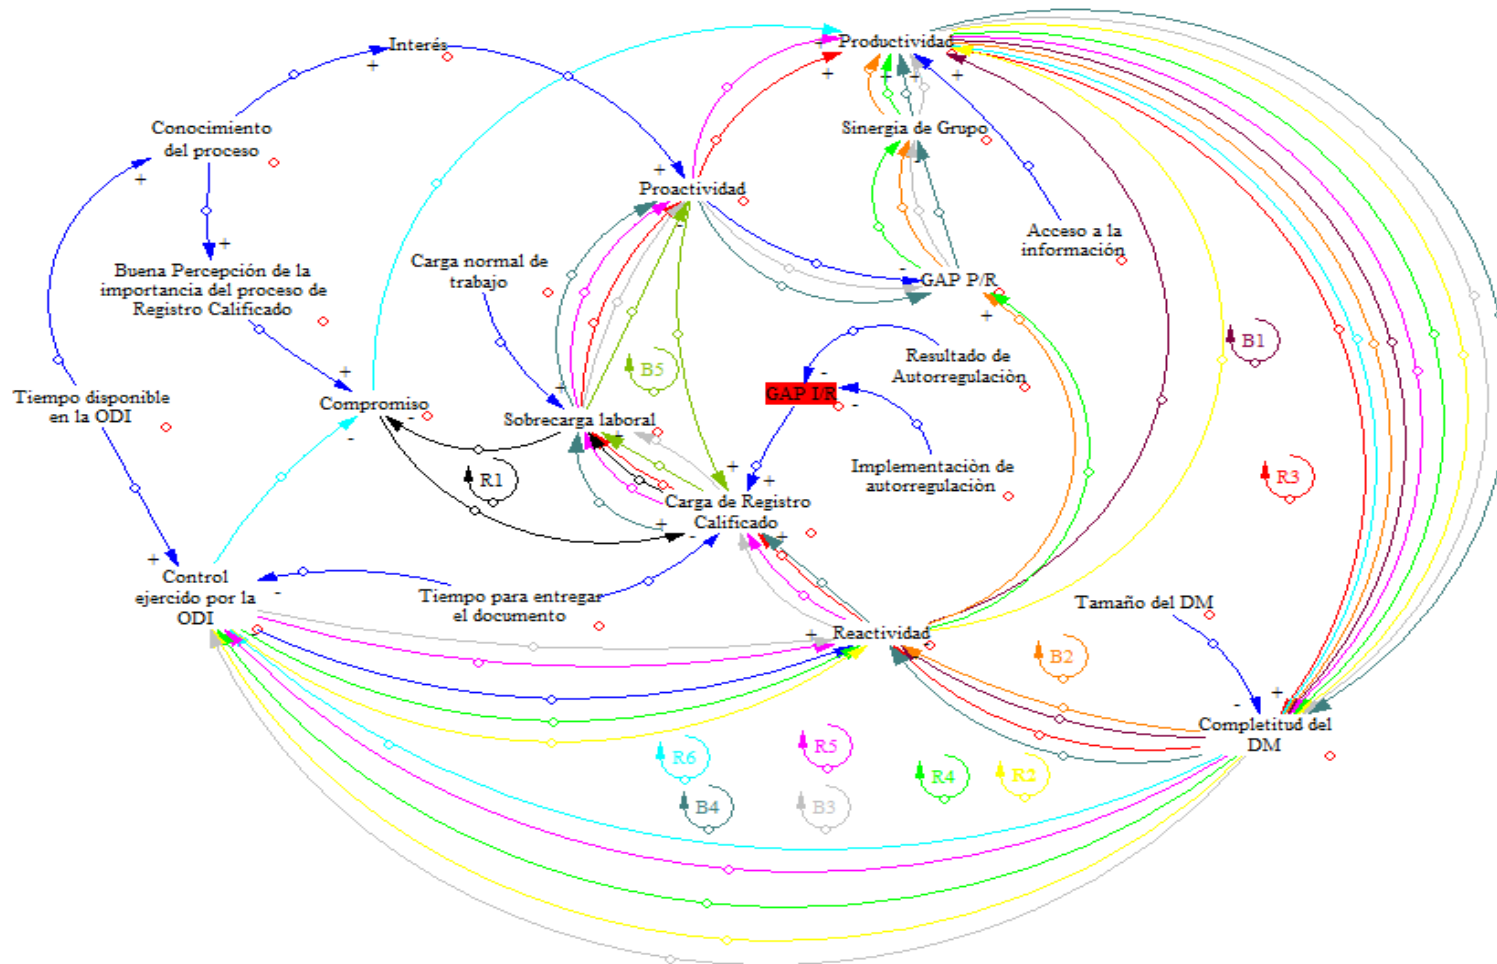 Productividad
Interés
Conocimiento
del proceso
Sinergia de Grupo
Proactividad
Acceso a la
información
Buena Percepción de la
importancia del proceso de
Registro Calificado
Carga normal de
trabajo
GAP P/R
B1
Resultado de
Autorregulaciòn
B5
GAP I/R
Tiempo disponible
en la ODI
Compromiso
Sobrecarga laboral
Implementaciòn de
autorregulaciòn
R1
R3
Carga de Registro
Calificado
Control
ejercido por la
ODI
Tiempo para entregar
el documento
Tamaño del DM
Reactividad
B2
Completitud del
DM
R6
R5
R4
R2
B4
B3